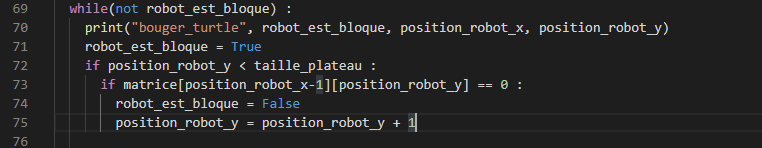 69 while(not robot_est_bloque) :
70 print("bouger_turtle", robot_est_bloque, position_robot_x, position_robot_y)
71 robot_est_bloque = True
72 if position_robot_y < taille_plateau :
73 if matrice[position_robot_x-1][position_robot_y] == 0 :
74 robot_est_bloque = False
75 position_robot_y = position_robot_y + 1
76